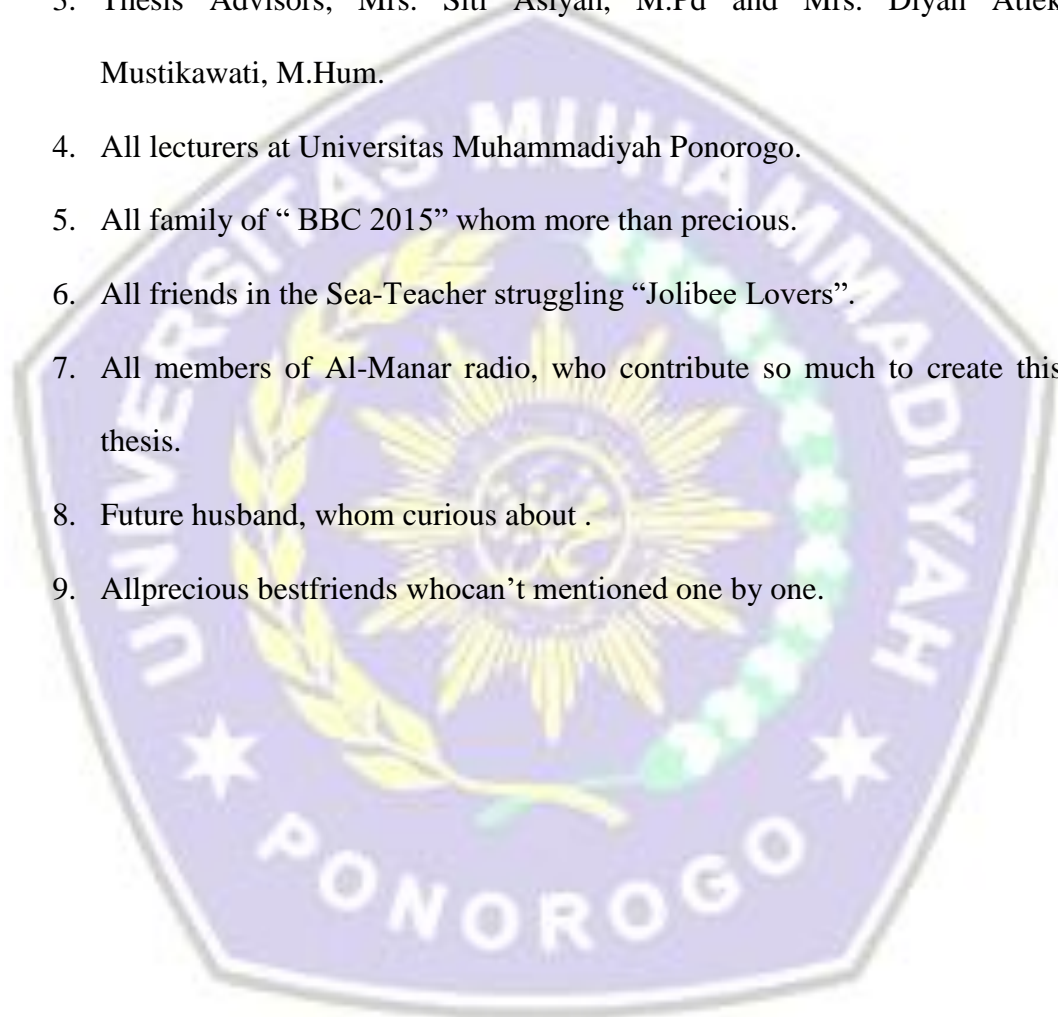 3. Thesis Advisors, Mrs. Siti Asiyah, M.Pd and Mrs. Diyah Atiek
Mustikawati, M.Hum.
4. All lecturers at Universitas Muhammadiyah Ponorogo.
5. All family of “ BBC 2015” whom more than precious.
6. All friends in the Sea-Teacher struggling “Jolibee Lovers”.
7. All members of Al-Manar radio, who contribute so much to create this
thesis.
8. Future husband, whom curious about .
9. Allprecious bestfriends whocan’t mentioned one by one.
UNIVERSITAS MUHAMMADIYAH
PONOROGO